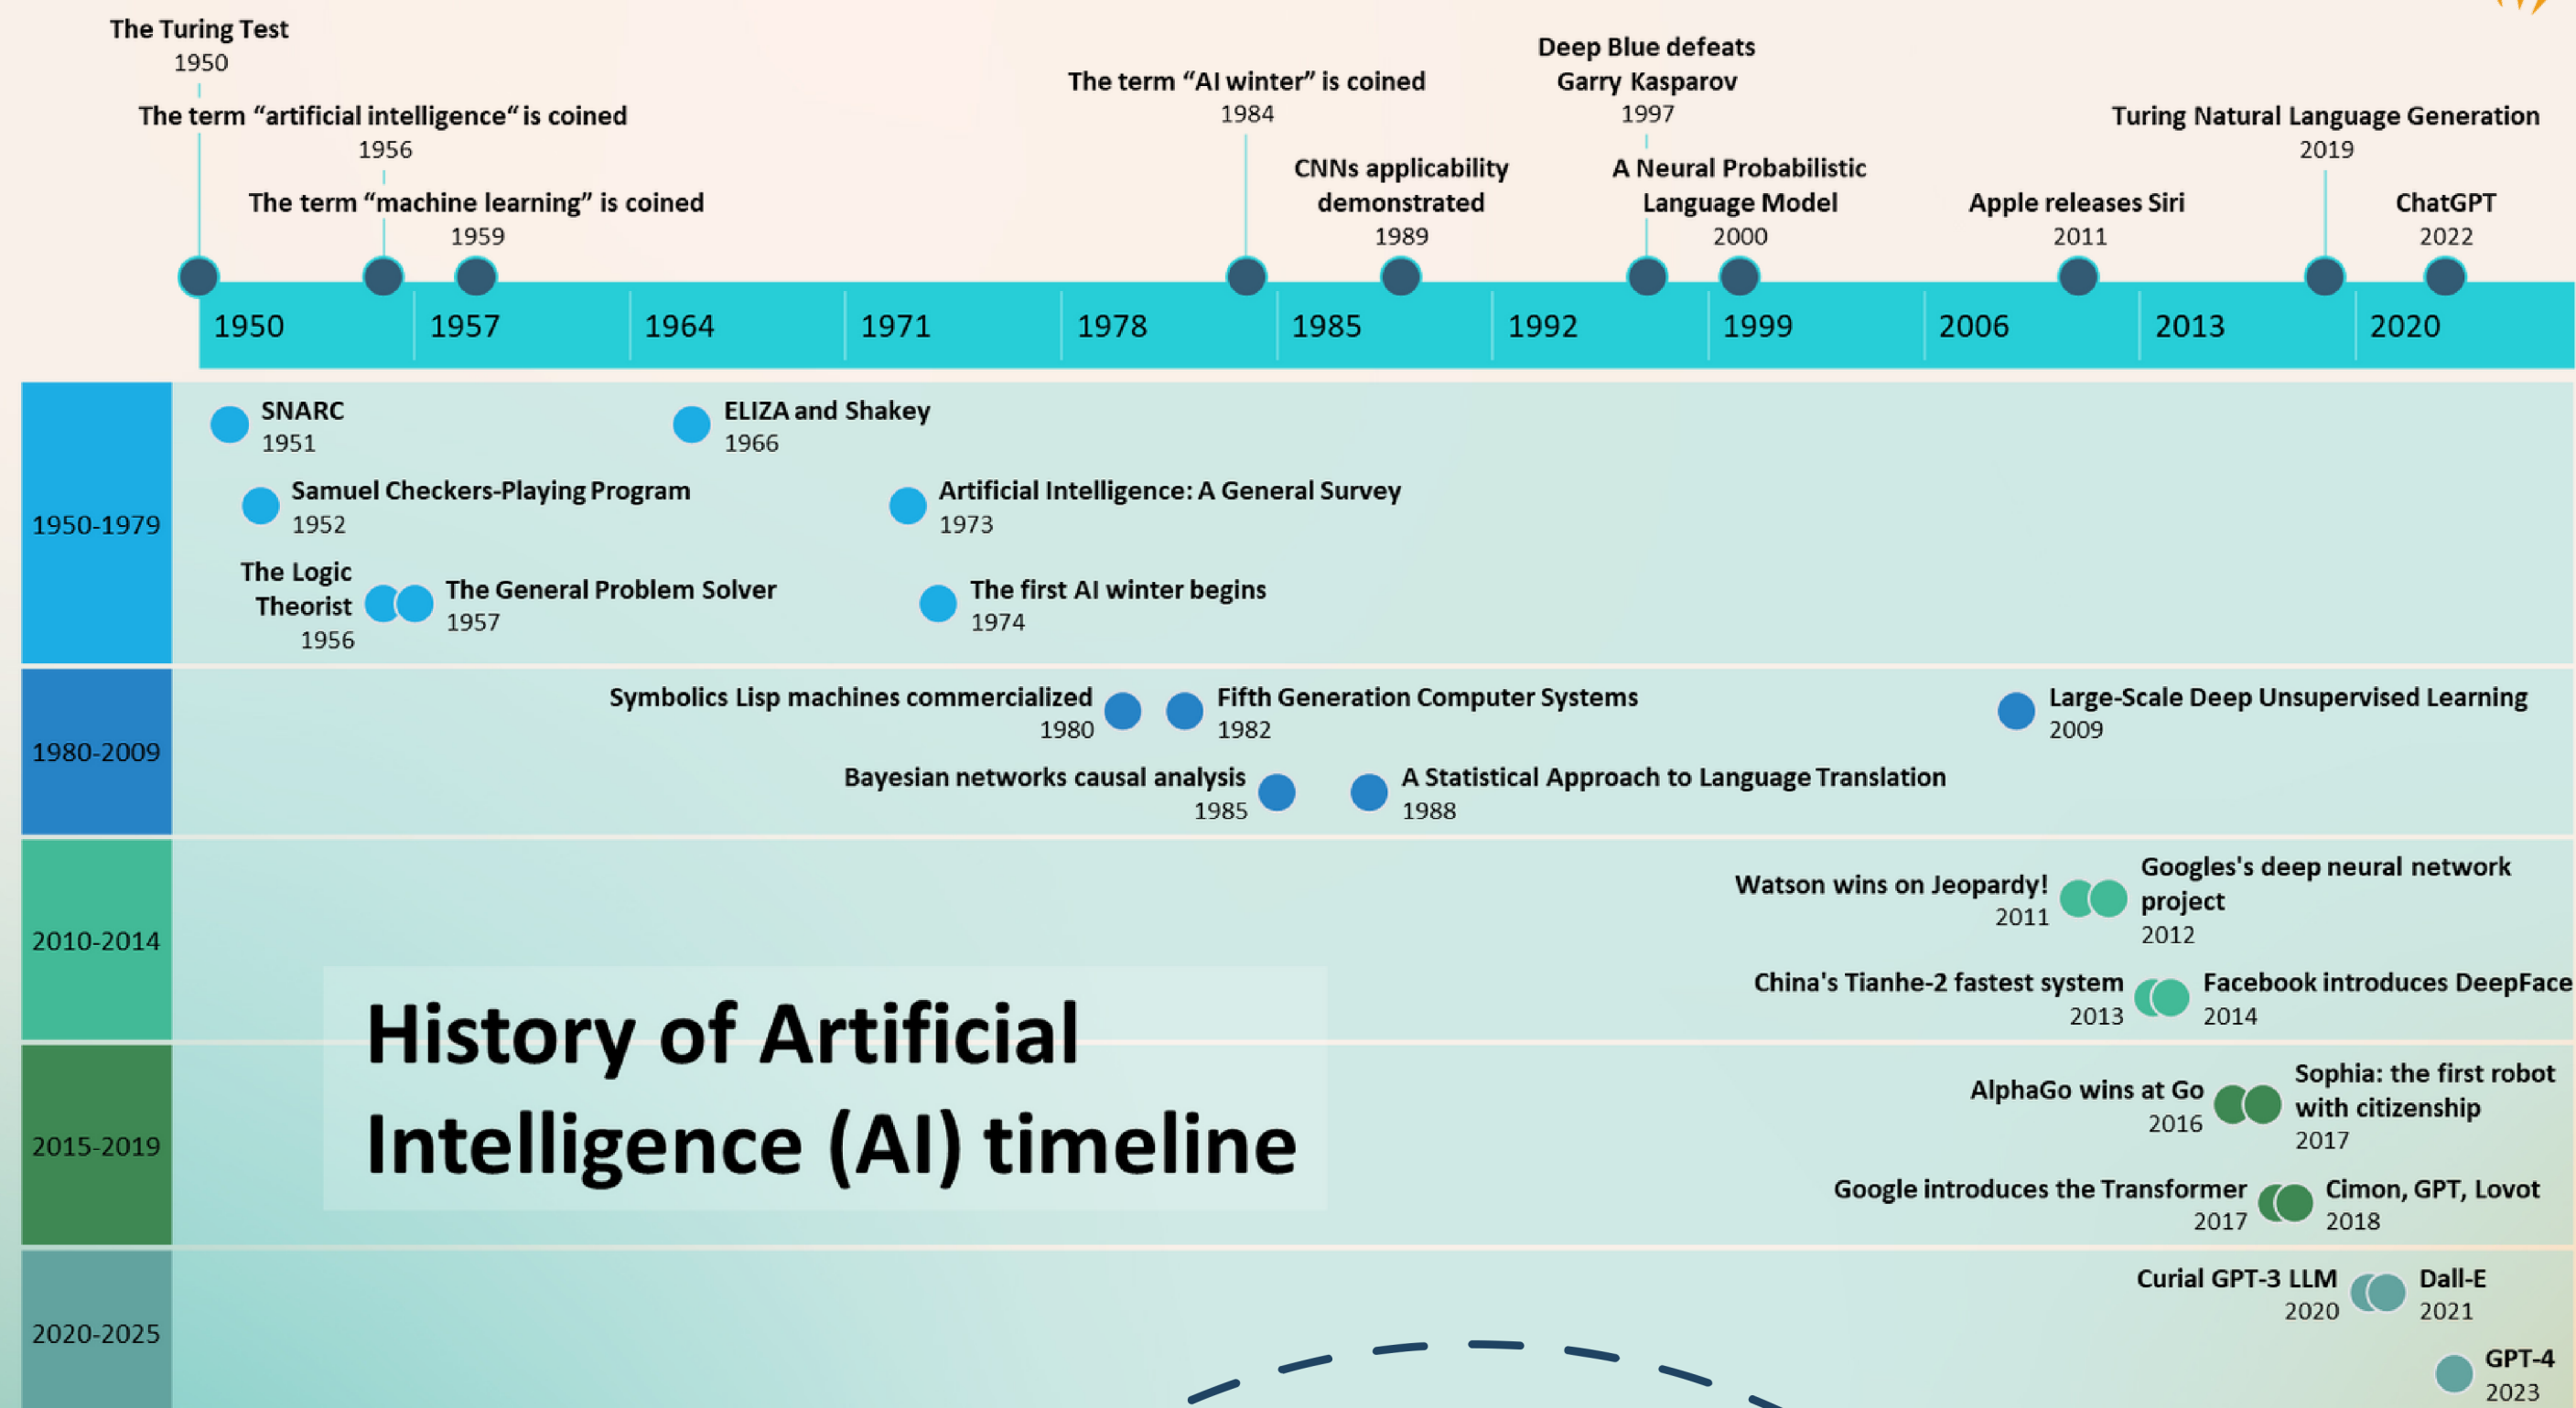 The Turing Test
1950
The term “artificial intelligence“ is coined
1956
The term “machine learning” is coined
1959
The term “AI winter” is coined
1984
CNNs applicability
demonstrated
1989
Deep Blue defeats
Garry Kasparov
1997
A Neural Probabilistic
Language Model
2000
Apple releases Siri
2011
Turing Natural Language Generation
2019
ChatGPT
2022
1950 1957 1964 1971 1978 1985 1992 1999 2006 2013 2020
1950-1979
SNARC
1951
ELIZA and Shakey
1966
Samuel Checkers-Playing Program
1952
Artificial Intelligence: A General Survey
1973
The Logic
Theorist
1956
The General Problem Solver
1957
The first AI winter begins
1974
1980-2009
Symbolics Lisp machines commercialized
1980
Fifth Generation Computer Systems
1982
Large-Scale Deep Unsupervised Learning
2009
Bayesian networks causal analysis
1985
A Statistical Approach to Language Translation
1988
2010-2014
Watson wins on Jeopardy!
2011
Googles's deep neural network
project
2012
China's Tianhe-2 fastest system
2013
Facebook introduces DeepFace
2014
History of Artificial
Intelligence (AI) timeline
2015-2019
AlphaGo wins at Go
2016
Sophia: the first robot
with citizenship
2017
Google introduces the Transformer
2017
Cimon, GPT, Lovot
2018
2020-2025
Curial GPT-3 LLM
2020
Dall-E
2021
GPT-4
2023